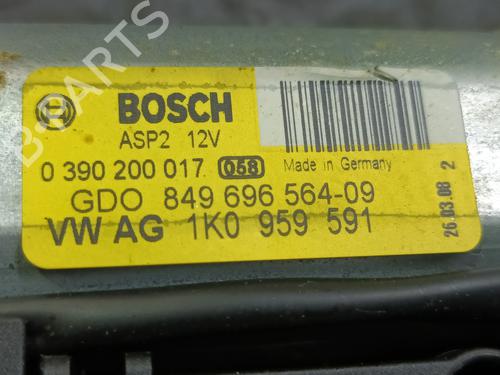 BOSCH
ASP2 12V
0 390 200 017 058
Made in Germany
GDO 849 696 564-09
VW AG 1K0 959 591
26.03.08 2
B-PARTS